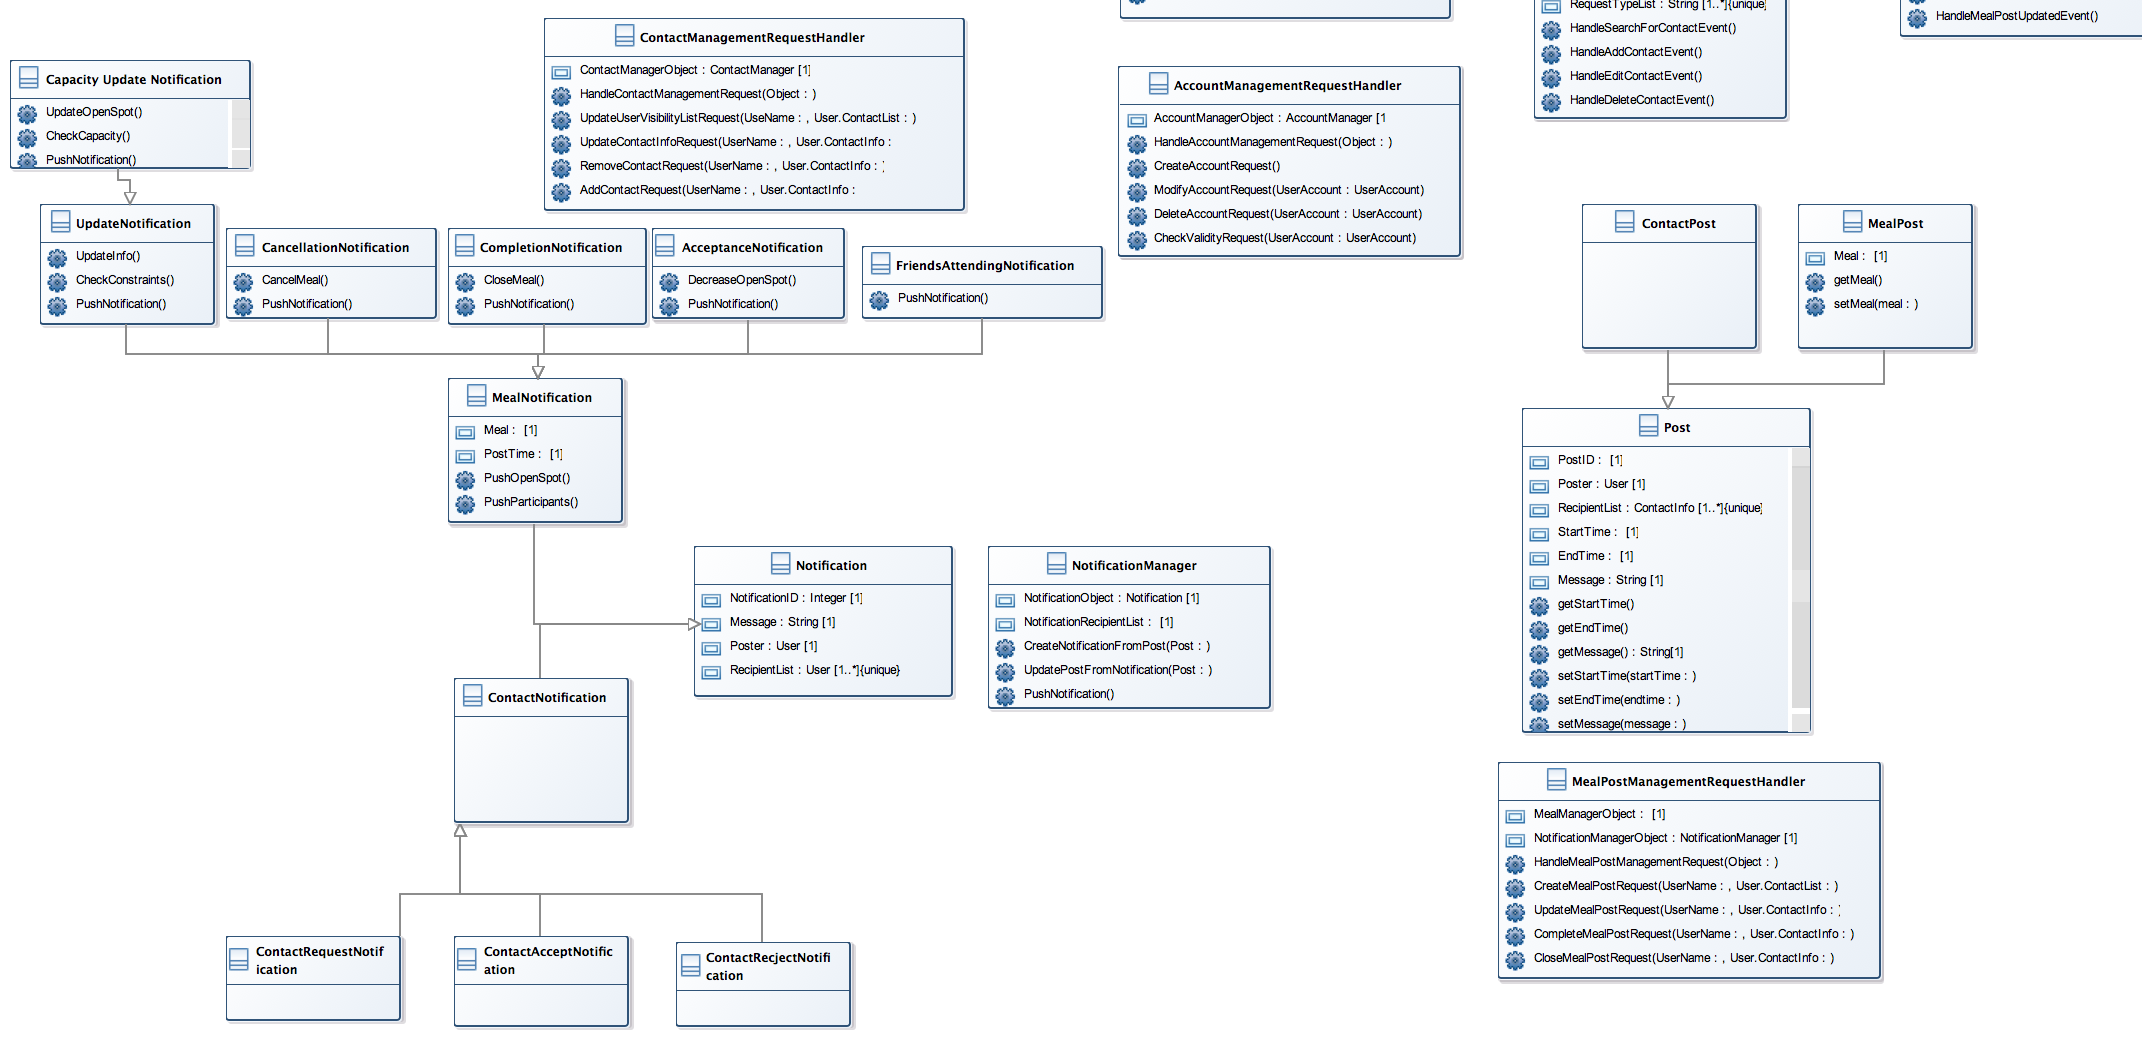 RequestTypeList : String [1..*]{unique}
HandleSearchForContactEvent()
HandleAddContactEvent()
HandleEditContactEvent()
HandleDeleteContactEvent()
HandleMealPostUpdatedEvent()
ContactManagementRequestHandler
ContactManagerObject : ContactManager [1]
HandleContactManagementRequest(Object : )
UpdateUserVisibilityListRequest(UseName : , User.ContactList : )
UpdateContactInfoRequest(UserName : , User.ContactInfo :
RemoveContactRequest(UserName : , User.ContactInfo : )
AddContactRequest(UserName : , User.ContactInfo :
Capacity Update Notification
UpdateOpenSpot()
CheckCapacity()
PushNotification()
AccountManagementRequestHandler
AccountManagerObject : AccountManager [1
HandleAccountManagementRequest(Object : )
CreateAccountRequest()
ModifyAccountRequest(UserAccount : UserAccount)
DeleteAccountRequest(UserAccount : UserAccount)
CheckValidityRequest(UserAccount : UserAccount)
UpdateNotification
UpdateInfo()
CheckConstraints()
PushNotification()
CancellationNotification
CancelMeal()
PushNotification()
CompletionNotification
CloseMeal()
PushNotification()
AcceptanceNotification
DecreaseOpenSpot()
PushNotification()
FriendsAttendingNotification
PushNotification()
ContactPost
MealPost
Meal : [1]
getMeal()
setMeal(meal : )
MealNotification
Meal : [1]
PostTime : [1]
PushOpenSpot()
PushParticipants()
Post
PostID : [1]
Poster : User [1]
RecipientList : ContactInfo [1..*]{unique}
StartTime : [1]
EndTime : [1]
Message : String [1]
getStartTime()
getEndTime()
getMessage() : String[1]
setStartTime(startTime : )
setEndTime(endtime : )
setMessage(message : )
Notification
NotificationID : Integer [1]
Message : String [1]
Poster : User [1]
RecipientList : User [1..*]{unique}
NotificationManager
NotificationObject : Notification [1]
NotificationRecipientList : [1]
CreateNotificationFromPost(Post : )
UpdatePostFromNotification(Post : )
PushNotification()
ContactNotification
MealPostManagementRequestHandler
MealManagerObject : [1]
NotificationManagerObject : NotificationManager [1]
HandleMealPostManagementRequest(Object : )
CreateMealPostRequest(UserName : , User.ContactList : )
UpdateMealPostRequest(UserName : , User.ContactInfo : )
CompleteMealPostRequest(UserName : , User.ContactInfo : )
CloseMealPostRequest(UserName : , User.ContactInfo : )
ContactRequestNotif
ication
ContactAcceptNotific
ation
ContactRecjectNotifi
cation